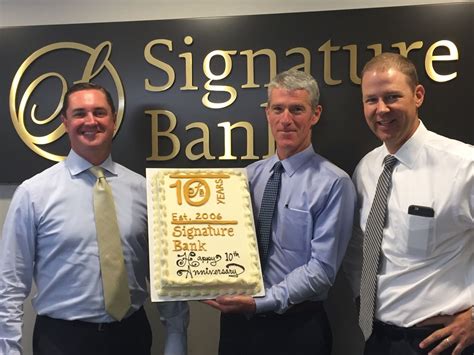 Signature
Bank
10
YEARS
Est. 2006
Signature
Bank
Happy 10th
Anniversary